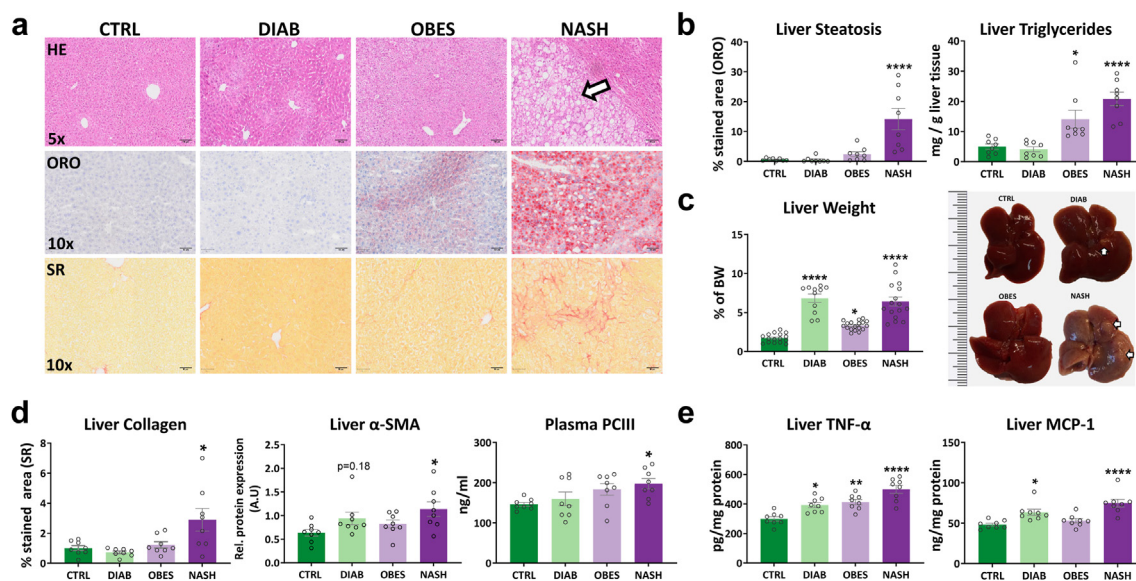 a
CTRL DIAB OBES NASH
HE
5x
ORO
10x
SR
10x
b
Liver Steatosis
% stained area (ORO)
40
30
20
10
0
****
CTRL DIAB OBES NASH
Liver Triglycerides
mg / g liver tissue
40
30
20
10
0
* ****
CTRL DIAB OBES NASH
c
Liver Weight
% of BW
15
10
5
0
**** * ****
CTRL DIAB OBES NASH
CTRL DIAB
OBES NASH
d
Liver Collagen
% stained area (SR)
10
8
6
4
2
0
*
CTRL DIAB OBES NASH
Liver α-SMA
Rel. protein expression
(A.U)
2.5
2.0
1.5
1.0
0.5
0.0
p=0.18 *
CTRL DIAB OBES NASH
Plasma PCIII
ng/ml
300
200
100
0
*
CTRL DIAB OBES NASH
e
Liver TNF-α
pg/mg protein
800
600
400
200
0
* ** ****
CTRL DIAB OBES NASH
Liver MCP-1
ng/mg protein
150
100
50
0
* ****
CTRL DIAB OBES NASH